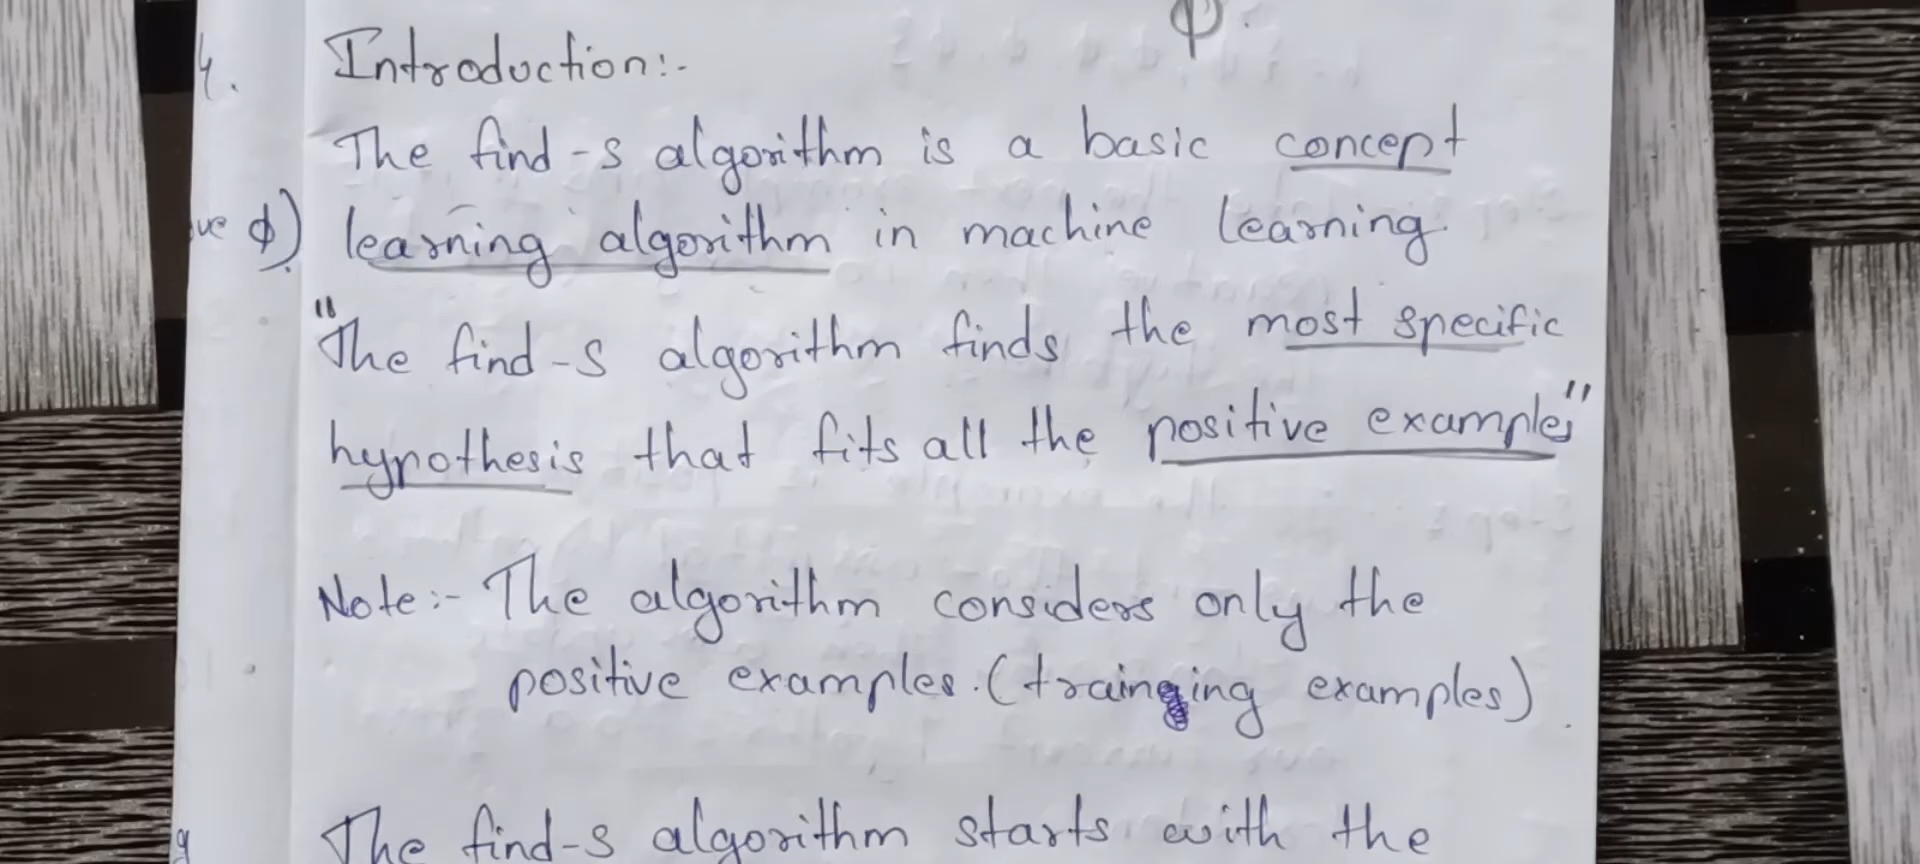 4. Introduction:-
The find-s algorithm is a basic concept
learning algorithm in machine learning.
"The find-s algorithm finds the most specific
hypothesis that fits all the positive examples"
Note:- The algorithm considers only the
positive examples. (training examples)
The find-s algorithm starts with the